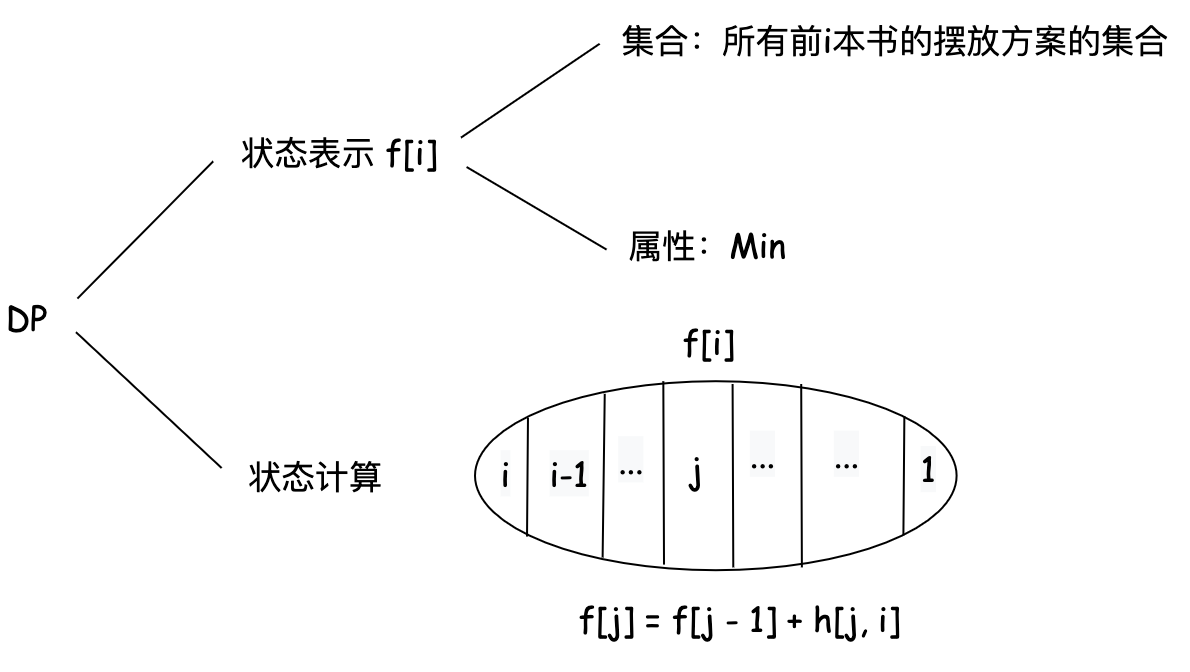 集合：所有前i本书的摆放方案的集合
状态表示 f[i]
属性：Min
DP
f[i]
i i-1 ... j ... ... 1
状态计算
f[j] = f[j - 1] + h[j, i]